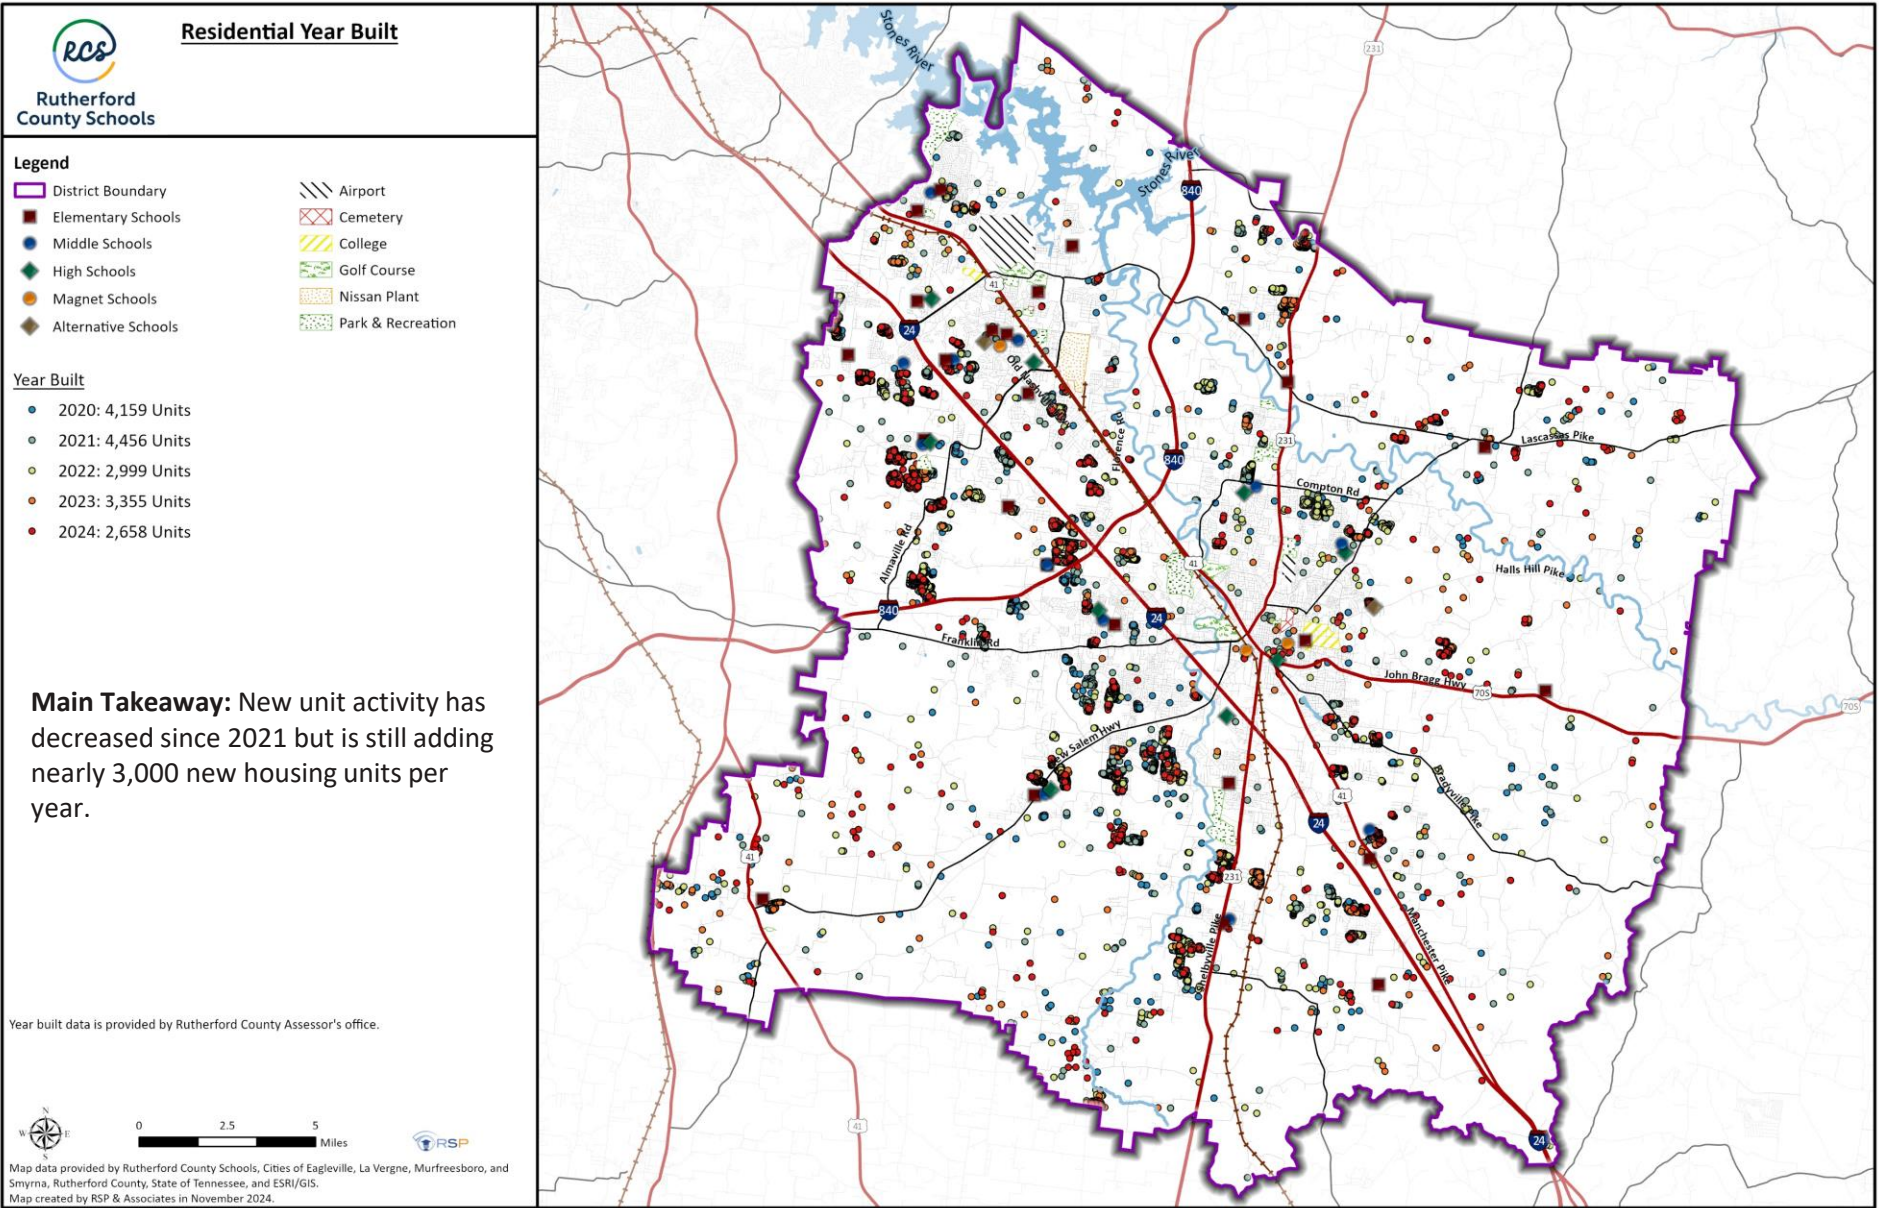 RCS
Rutherford
County Schools
Residential Year Built
Legend
District Boundary
Elementary Schools
Middle Schools
High Schools
Magnet Schools
Alternative Schools
Airport
Cemetery
College
Golf Course
Nissan Plant
Park & Recreation
Year Built
2020: 4,159 Units
2021: 4,456 Units
2022: 2,999 Units
2023: 3,355 Units
2024: 2,658 Units
Main Takeaway: New unit activity has
decreased since 2021 but is still adding
nearly 3,000 new housing units per
year.
Year built data is provided by Rutherford County Assessor's office.
N
W
E
S
0
2.5
5
Miles
RSP
Map data provided by Rutherford County Schools, Cities of Eagleville, La Vergne, Murfreesboro, and
Smyrna, Rutherford County, State of Tennessee, and ESRI/GIS.
Map created by RSP & Associates in November 2024.
Stones River
231
Stones River
840
41
24
Florence Rd
231
Lascassas Pike
840
Compton Rd
Almaville Rd
41
Halls Hill Pike
840
24
Franklin Rd
John Bragg Hwy
70S
70S
Salem Hwy
Bradyville Pike
41
24
41
231
Shelbyville Pike
Manchester Pike
41
24